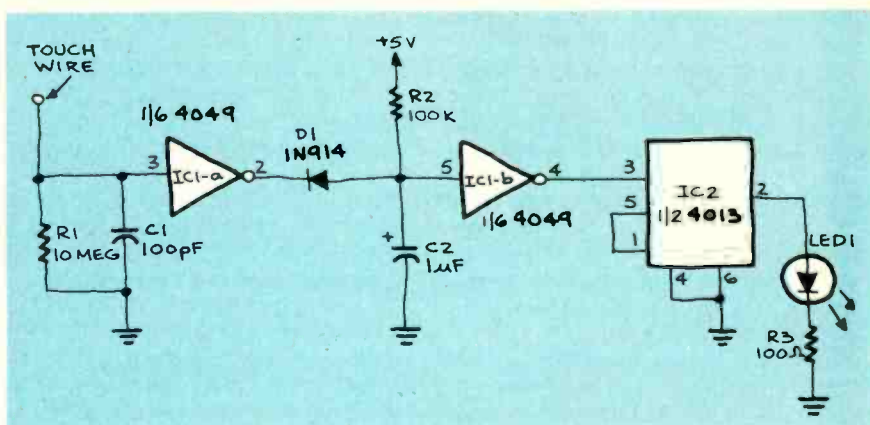 TOUCH
WIRE
+5V
R2
100K
1/6 4049
D1
1N914
3
IC1-a
2
5
IC1-b
4
1/6 4049
3
5
1
IC2
1/2 4013
2
4
6
R1
10MEG
C1
100pF
+
C2
1µF
LED1
R3
100Ω